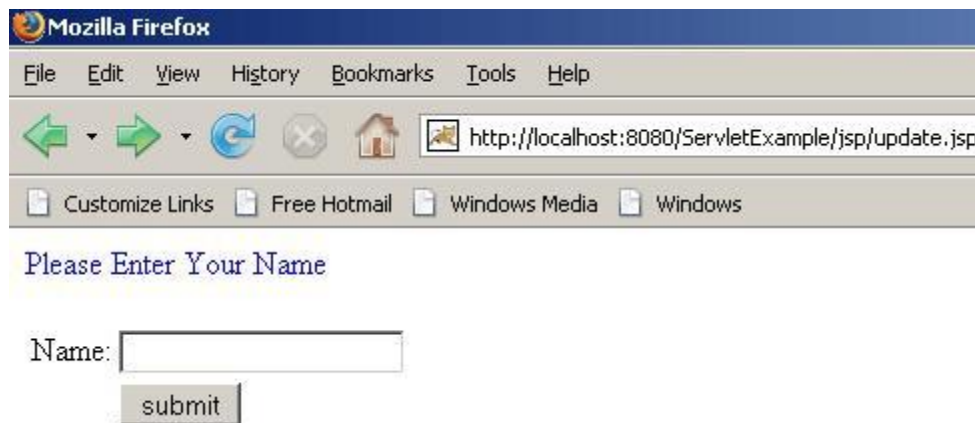 Mozilla Firefox
File Edit View History Bookmarks Tools Help
http://localhost:8080/ServletExample/jsp/update.jsp
Customize Links Free Hotmail Windows Media Windows
Please Enter Your Name
Name:
submit